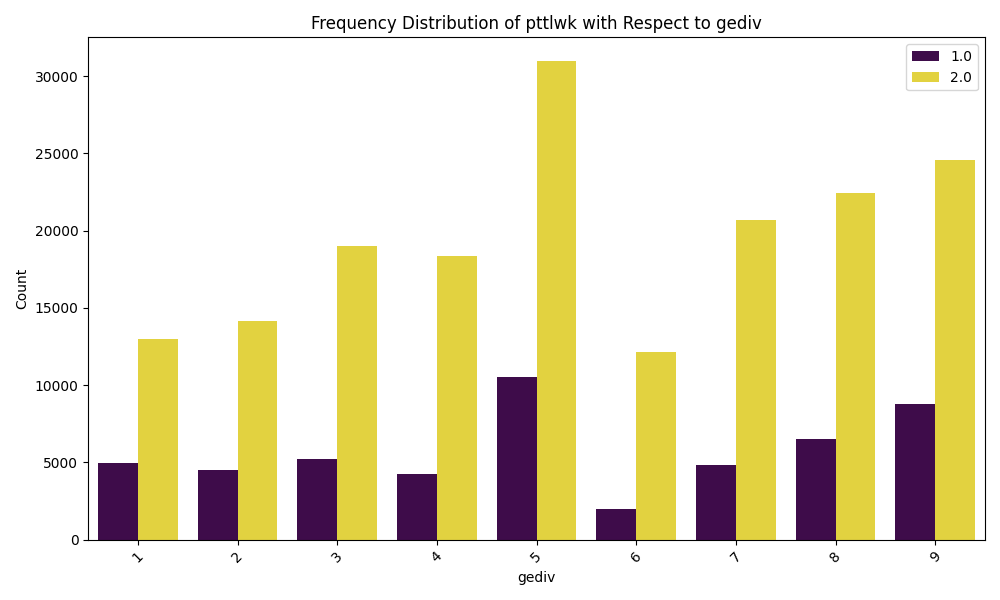 Frequency Distribution of pttlwk with Respect to gediv
1.0
2.0
30000
25000
20000
15000
10000
5000
0
Count
1 2 3 4 5 6 7 8 9
gediv